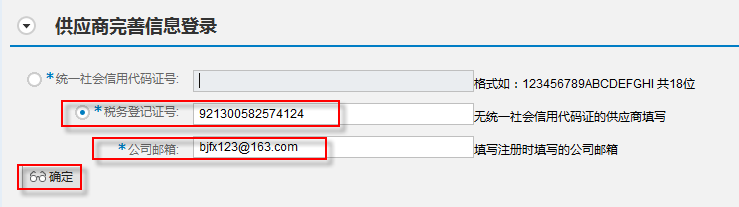 供应商完善信息登录
*统一社会信用代码证号: 格式如：123456789ABCDEFGHI 共18位
*税务登记证号: 921300582574124 无统一社会信用代码证的供应商填写
*公司邮箱: bjfx123@163.com 填写注册时填写的公司邮箱
确定